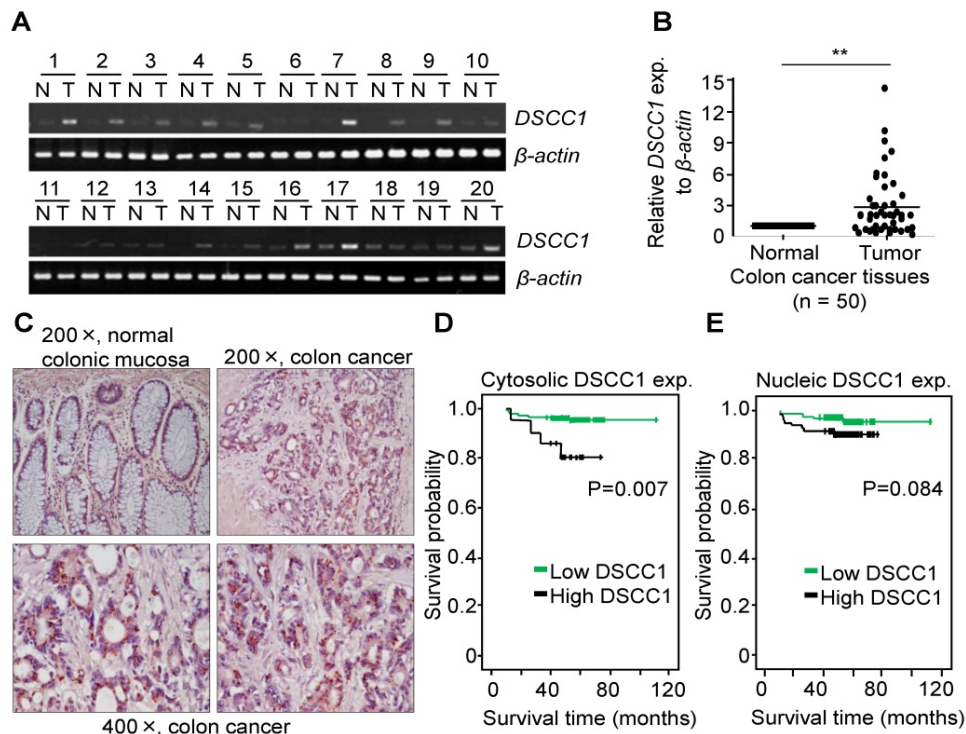 A
1 2 3 4 5 6 7 8 9 10
N T N T N T N T N T N T N T N T N T N T
DSCC1
β-actin
11 12 13 14 15 16 17 18 19 20
N T N T N T N T N T N T N T N T N T N T
DSCC1
β-actin
B
**
Relative DSCC1 exp.
to β-actin
15
12
9
6
3
0
Normal Tumor
Colon cancer tissues
(n = 50)
C
200×, normal
colonic mucosa
200×, colon cancer
400×, colon cancer
D
Cytosolic DSCC1 exp.
Survival probability
1.0
0.8
0.6
0.4
0.2
0
P=0.007
Low DSCC1
High DSCC1
0 40 80 120
Survival time (months)
E
Nucleic DSCC1 exp.
Survival probability
1.0
0.8
0.6
0.4
0.2
0
P=0.084
Low DSCC1
High DSCC1
0 40 80 120
Survival time (months)